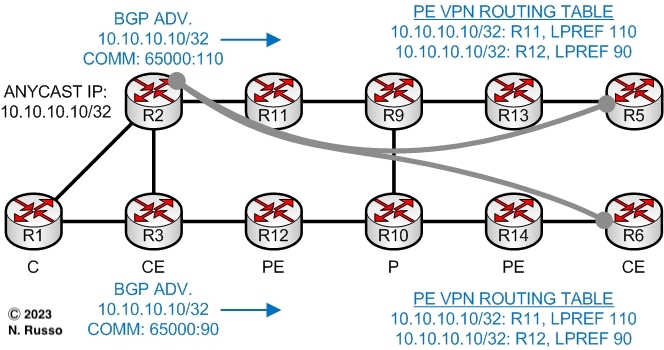 BGP ADV.
10.10.10.10/32
COMM: 65000:110
PE VPN ROUTING TABLE
10.10.10.10/32: R11, LPREF 110
10.10.10.10/32: R12, LPREF 90
ANYCAST IP:
10.10.10.10/32
R2
R11
R9
R13
R5
R1
R3
R12
R10
R14
R6
C
CE
PE
P
PE
CE
© 2023
N. Russo
BGP ADV.
10.10.10.10/32
COMM: 65000:90
PE VPN ROUTING TABLE
10.10.10.10/32: R11, LPREF 110
10.10.10.10/32: R12, LPREF 90